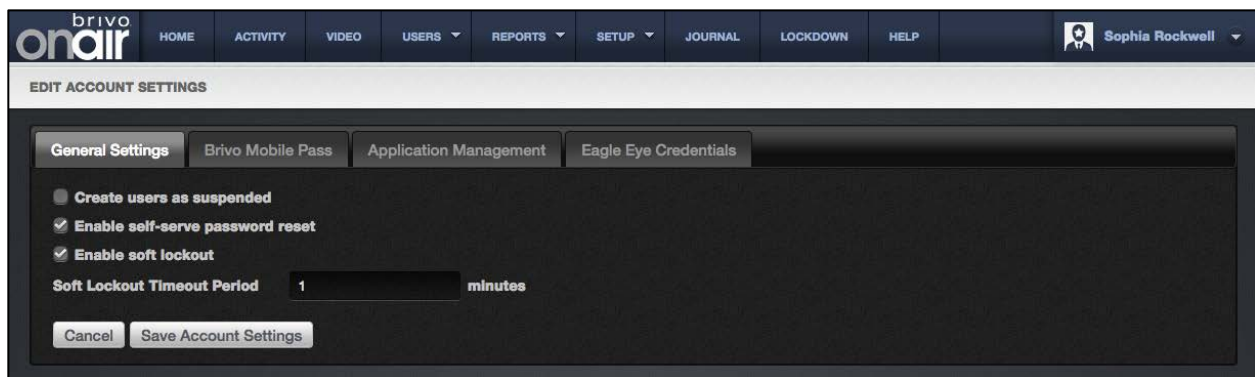 brivo
onair
HOME ACTIVITY VIDEO USERS REPORTS SETUP JOURNAL LOCKDOWN HELP Sophia Rockwell
EDIT ACCOUNT SETTINGS
General Settings Brivo Mobile Pass Application Management Eagle Eye Credentials
Create users as suspended
Enable self-serve password reset
Enable soft lockout
Soft Lockout Timeout Period 1 minutes
Cancel Save Account Settings